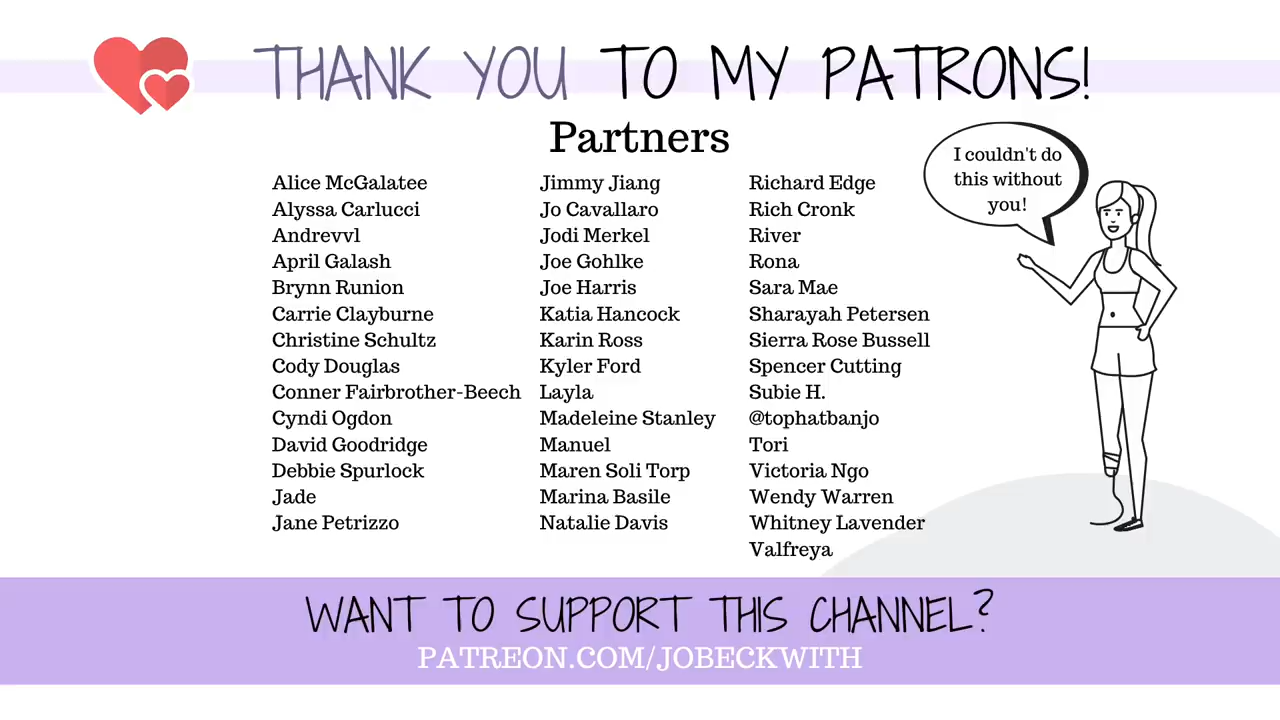 THANK YOU TO MY PATRONS!
Partners
Alice McGalatee
Alyssa Carlucci
Andrevvl
April Galash
Brynn Runion
Carrie Clayburne
Christine Schultz
Cody Douglas
Conner Fairbrother-Beech
Cyndi Ogdon
David Goodridge
Debbie Spurlock
Jade
Jane Petrizzo
Jimmy Jiang
Jo Cavallaro
Jodi Merkel
Joe Gohlke
Joe Harris
Katia Hancock
Karin Ross
Kyler Ford
Layla
Madeleine Stanley
Manuel
Maren Soli Torp
Marina Basile
Natalie Davis
Richard Edge
Rich Cronk
River
Rona
Sara Mae
Sharayah Petersen
Sierra Rose Bussell
Spencer Cutting
Subie H.
@tophatbanjo
Tori
Victoria Ngo
Wendy Warren
Whitney Lavender
Valfreya
I couldn't do
this without
you!
WANT TO SUPPORT THIS CHANNEL?
PATREON.COM/JOBECKWITH